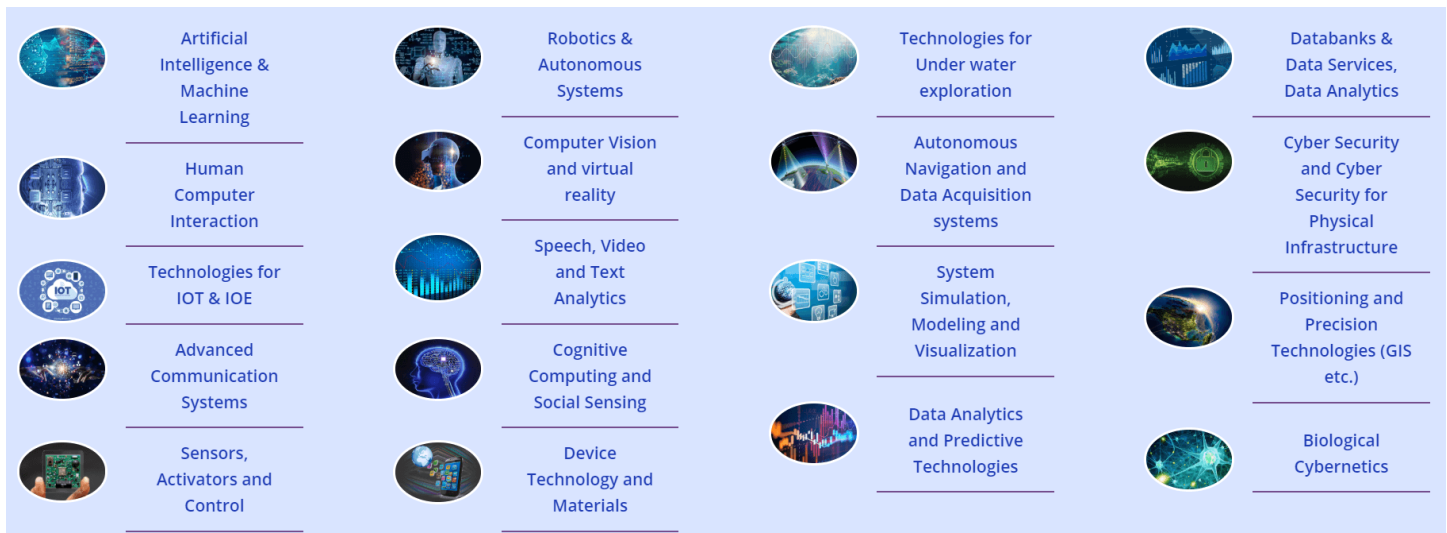 Artificial
Intelligence &
Machine
Learning
Human
Computer
Interaction
Technologies for
IOT & IOE
IOT
Advanced
Communication
Systems
Sensors,
Activators and
Control
Robotics &
Autonomous
Systems
Computer Vision
and virtual
reality
Speech, Video
and Text
Analytics
Cognitive
Computing and
Social Sensing
Device
Technology and
Materials
Technologies for
Under water
exploration
Autonomous
Navigation and
Data Acquisition
systems
System
Simulation,
Modeling and
Visualization
Data Analytics
and Predictive
Technologies
Databanks &
Data Services,
Data Analytics
Cyber Security
and Cyber
Security for
Physical
Infrastructure
Positioning and
Precision
Technologies (GIS
etc.)
Biological
Cybernetics